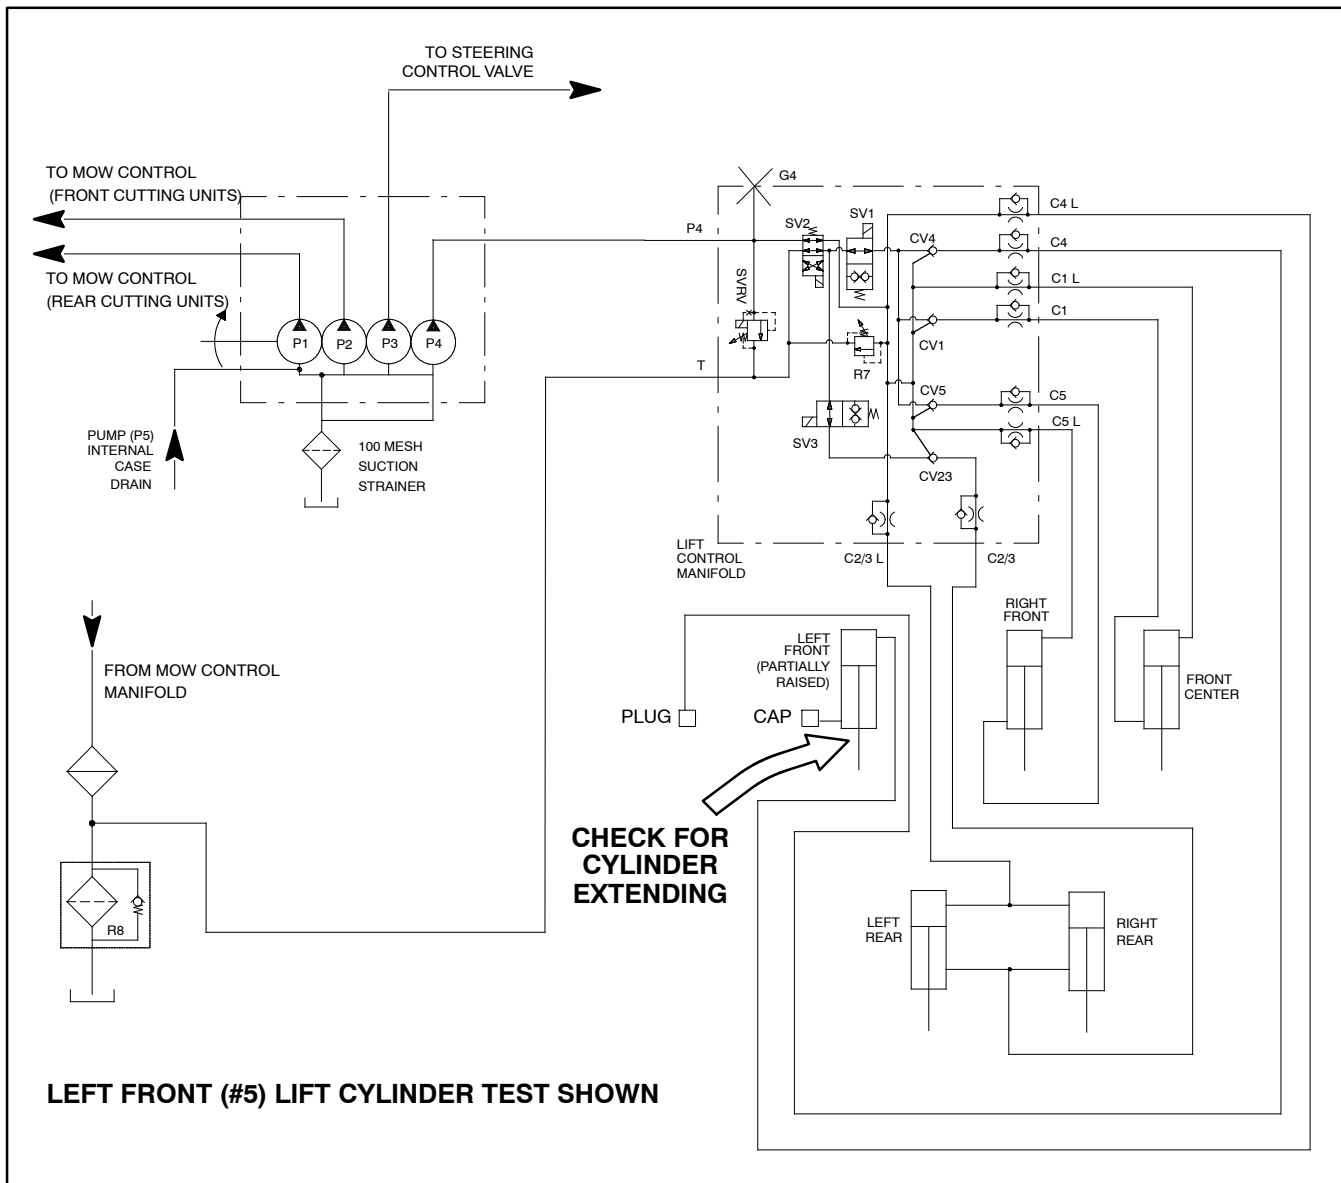 TO STEERING
CONTROL VALVE
TO MOW CONTROL
(FRONT CUTTING UNITS)
TO MOW CONTROL
(REAR CUTTING UNITS)
P1
P2
P3
P4
PUMP (P5)
INTERNAL
CASE
DRAIN
100 MESH
SUCTION
STRAINER
G4
P4
SV2
SV1
SVRV
T
R7
SV3
CV4
CV1
CV5
CV23
C4 L
C4
C1 L
C1
C5
C5 L
LIFT
CONTROL
MANIFOLD
C2/3 L
C2/3
FROM MOW CONTROL
MANIFOLD
R8
PLUG
CAP
LEFT
FRONT
(PARTIALLY
RAISED)
RIGHT
FRONT
FRONT
CENTER
CHECK FOR
CYLINDER
EXTENDING
LEFT
REAR
RIGHT
REAR
LEFT FRONT (#5) LIFT CYLINDER TEST SHOWN